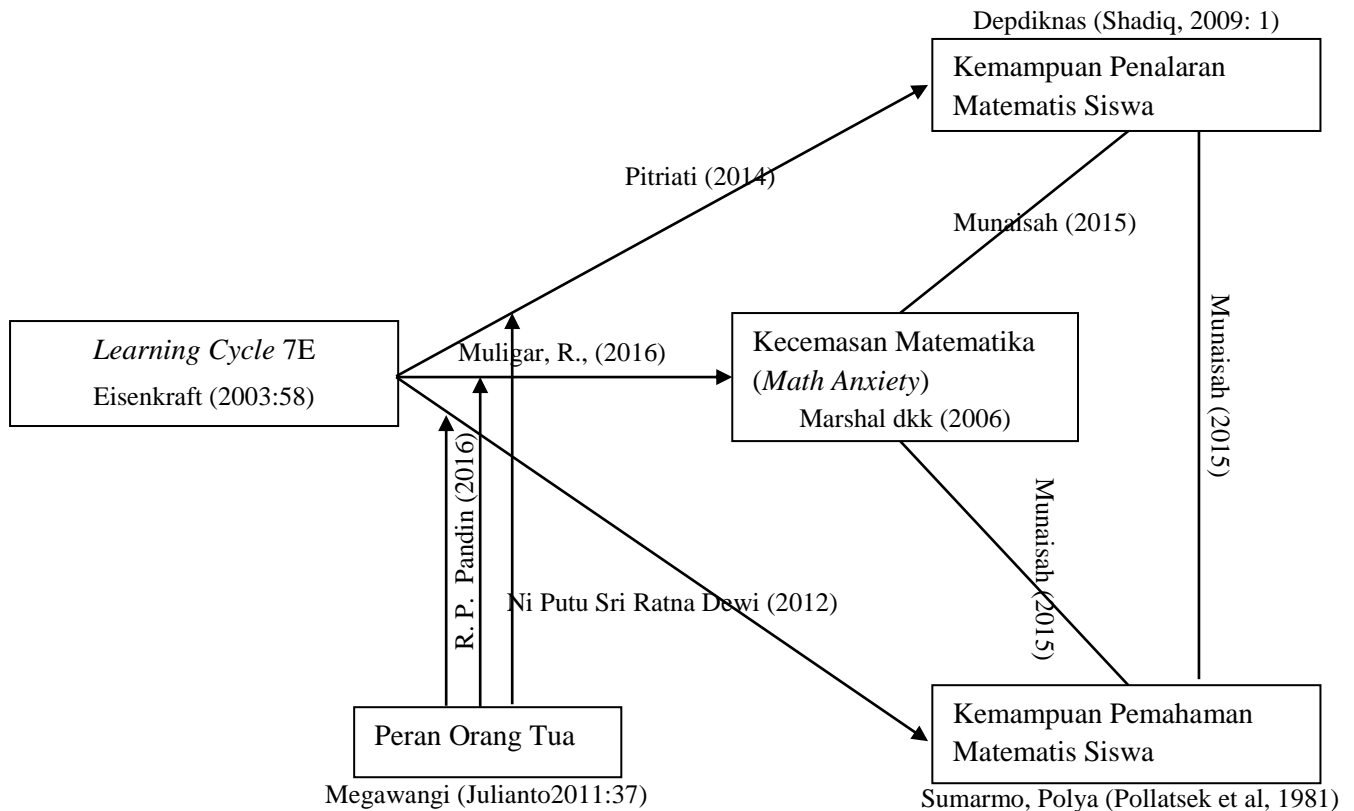 Depdiknas (Shadiq, 2009: 1)
Kemampuan Penalaran
Matematis Siswa
Pitriati (2014)
Munaisah (2015)
Learning Cycle 7E
Eisenkraft (2003:58)
Muligar, R., (2016)
Kecemasan Matematika
(Math Anxiety)
Marshal dkk (2006)
Munaisah (2015)
R. P. Pandin (2016)
Ni Putu Sri Ratna Dewi (2012)
Munaisah (2015)
Peran Orang Tua
Megawangi (Julianto2011:37)
Kemampuan Pemahaman
Matematis Siswa
Sumarmo, Polya (Pollatsek et al, 1981)